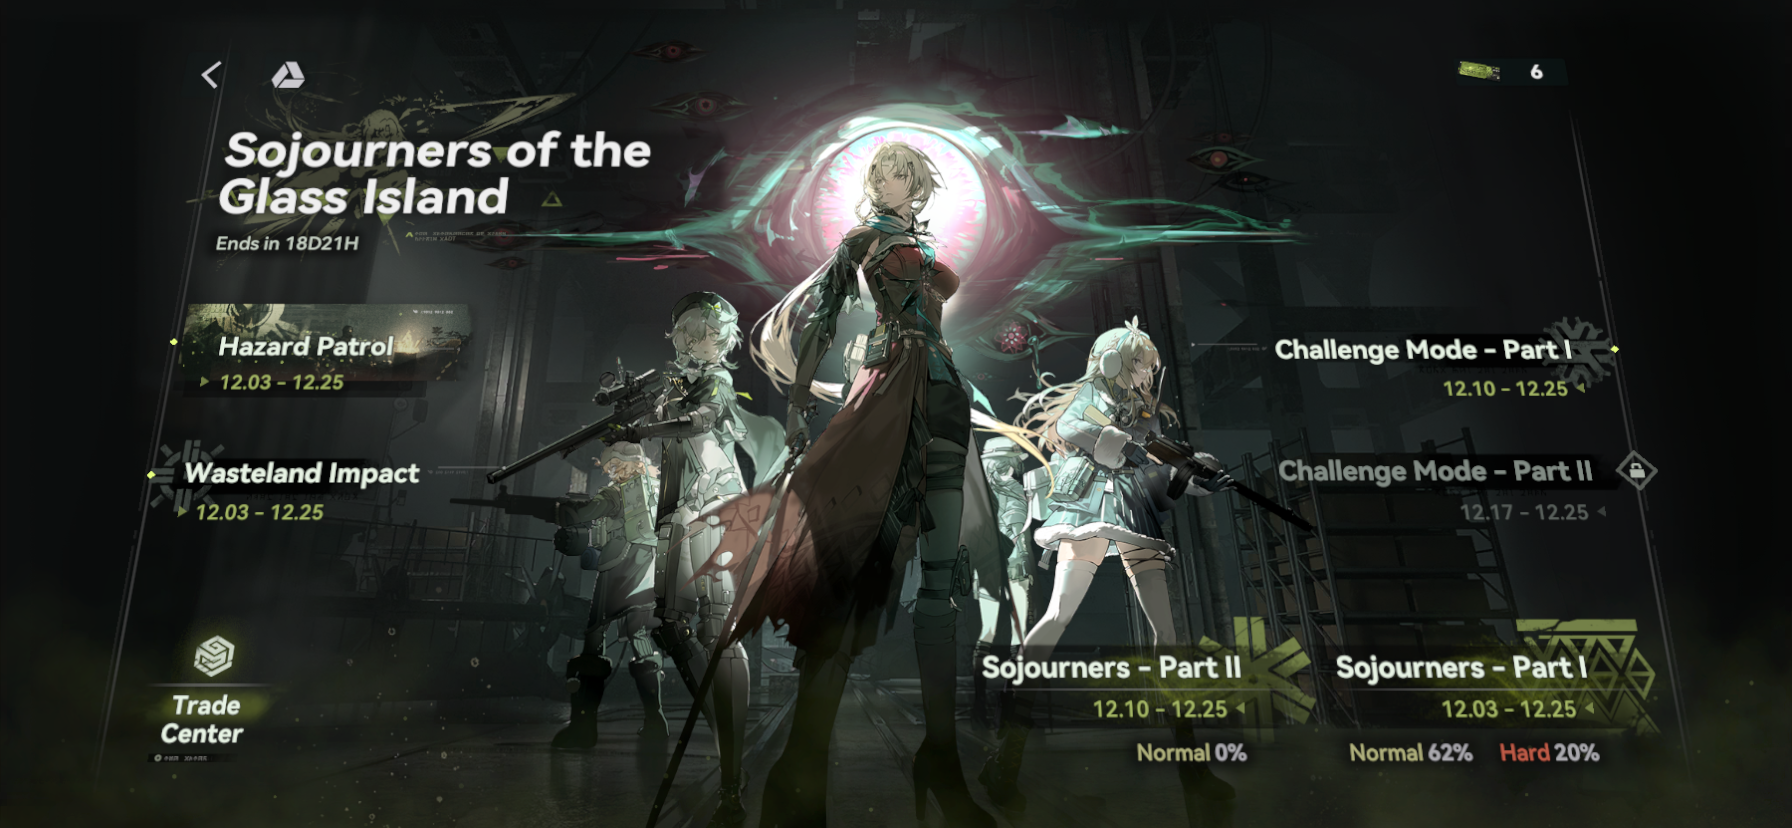 6
Sojourners of the
Glass Island
Ends in 18D21H
Hazard Patrol
12.03 - 12.25
Wasteland Impact
12.03 - 12.25
Challenge Mode - Part I
12.10 - 12.25
Challenge Mode - Part II
12.17 - 12.25
Trade
Center
Sojourners - Part II
12.10 - 12.25
Normal 0%
Sojourners - Part I
12.03 - 12.25
Normal 62% Hard 20%